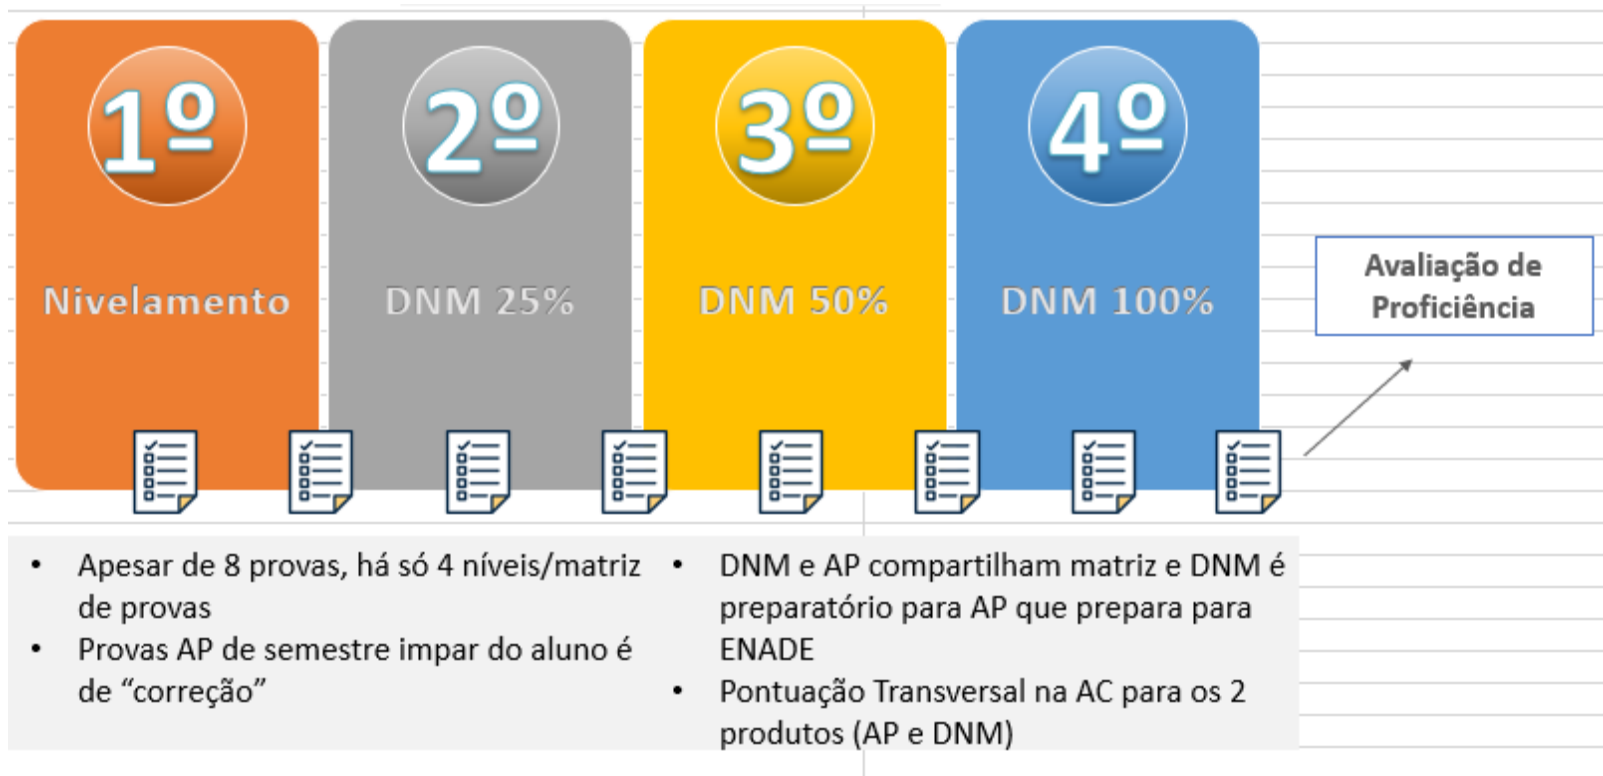 1º
2º
3º
4º
Nivelamento
DNM 25%
DNM 50%
DNM 100%
Avaliação de
Proficiência
• Apesar de 8 provas, há só 4 níveis/matriz
de provas
• Provas AP de semestre impar do aluno é
de “correção”
• DNM e AP compartilham matriz e DNM é
preparatório para AP que prepara para
ENADE
• Pontuação Transversal na AC para os 2
produtos (AP e DNM)